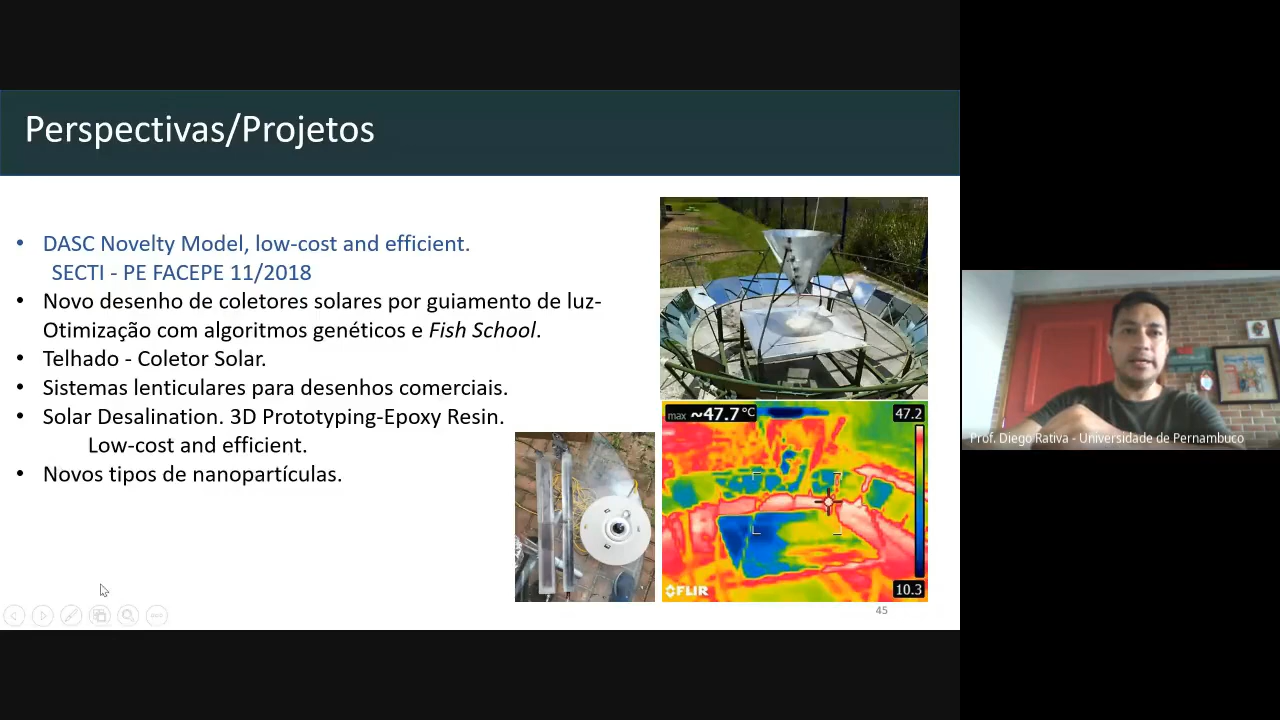 Perspectivas/Projetos
• DASC Novelty Model, low-cost and efficient.
SECTI - PE FACEPE 11/2018
• Novo desenho de coletores solares por guiamento de luz-
Otimização com algoritmos genéticos e Fish School.
• Telhado - Coletor Solar.
• Sistemas lenticulares para desenhos comerciais.
• Solar Desalination. 3D Prototyping-Epoxy Resin.
Low-cost and efficient.
• Novos tipos de nanopartículas.
max ~47.7 °C
47.2
10.3
FLIR
45
Prof. Diego Rativa - Universidade de Pernambuco